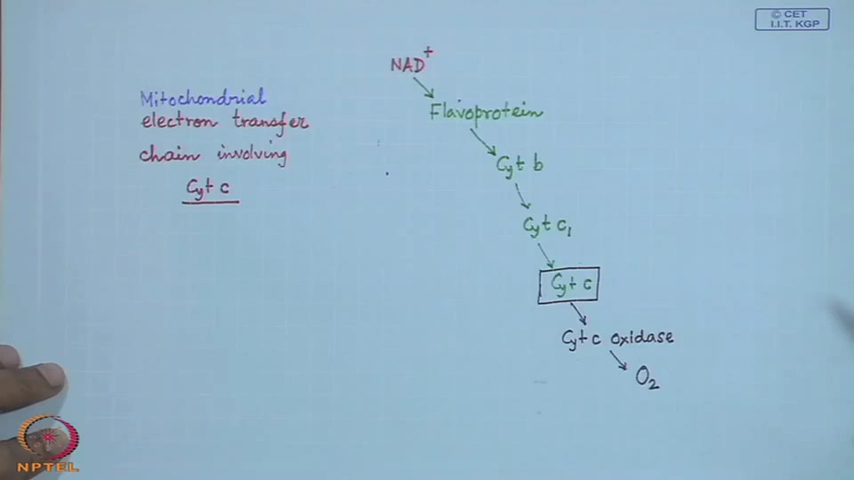 © CET
I.I.T. KGP
NAD⁺
Mitochondrial
electron transfer
chain involving
Cyt c
Flavoprotein
Cyt b
Cyt c₁
Cyt c
Cyt c oxidase
O₂
NPTEL